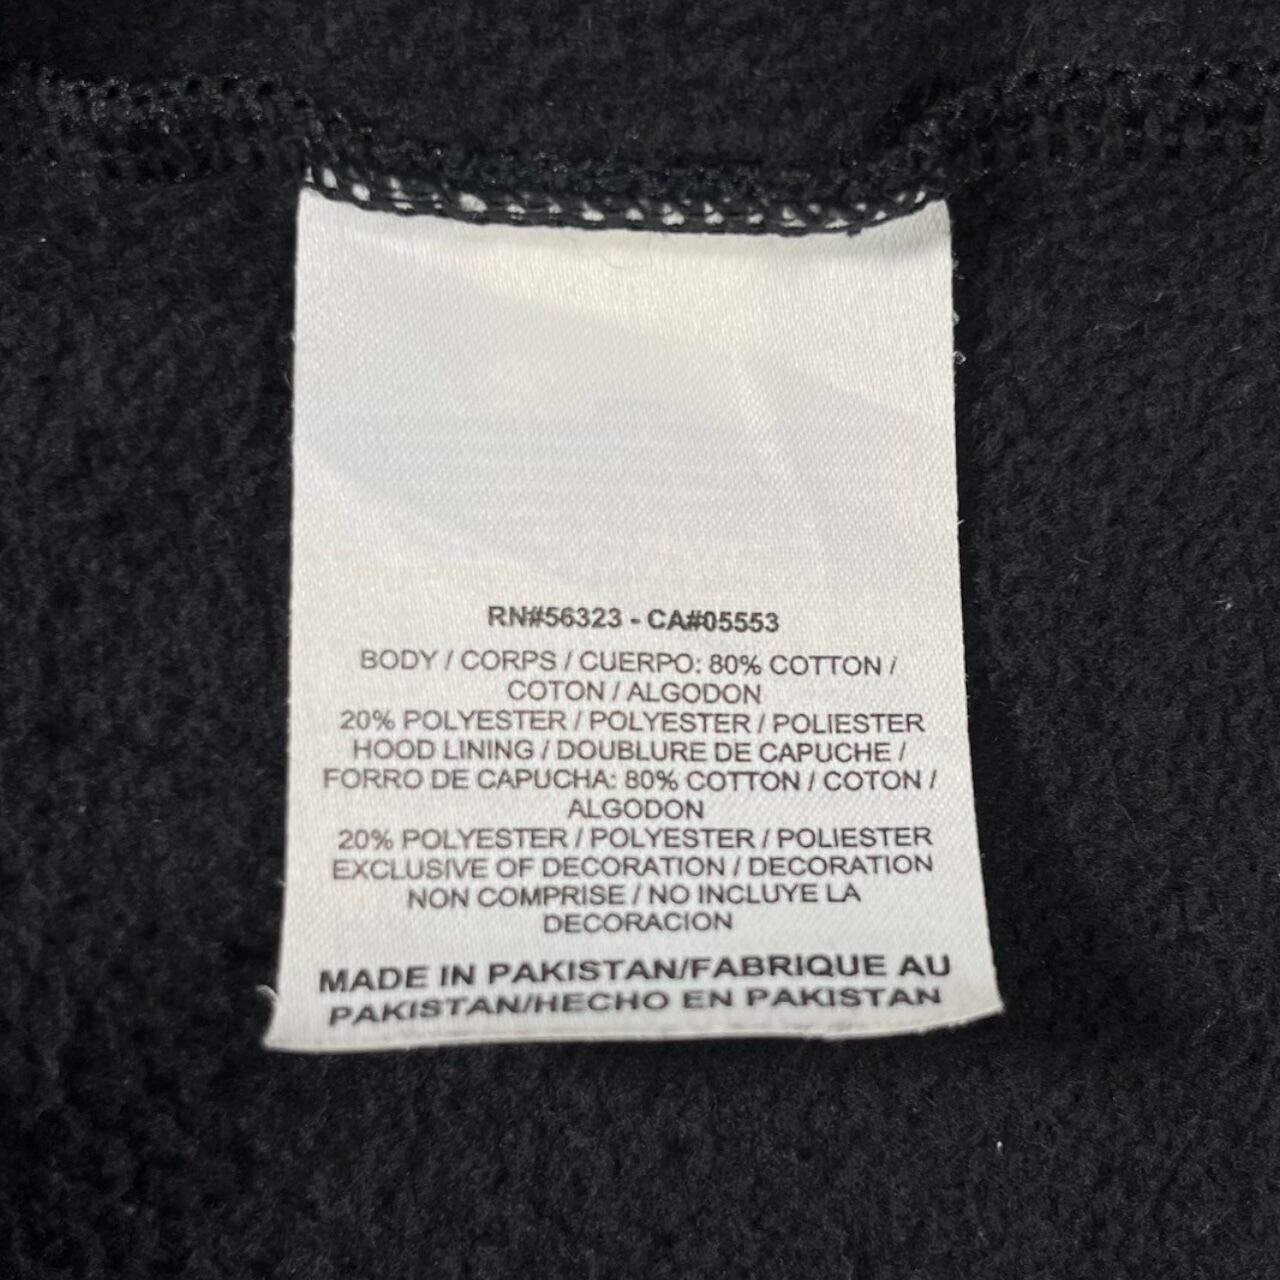 RN#56323 - CA#05553
BODY / CORPS / CUERPO: 80% COTTON /
COTON / ALGODON
20% POLYESTER / POLYESTER / POLIESTER
HOOD LINING / DOUBLURE DE CAPUCHE /
FORRO DE CAPUCHA: 80% COTTON / COTON /
ALGODON
20% POLYESTER / POLYESTER / POLIESTER
EXCLUSIVE OF DECORATION / DECORATION
NON COMPRISE / NO INCLUYE LA
DECORACION
MADE IN PAKISTAN/FABRIQUE AU
PAKISTAN/HECHO EN PAKISTAN